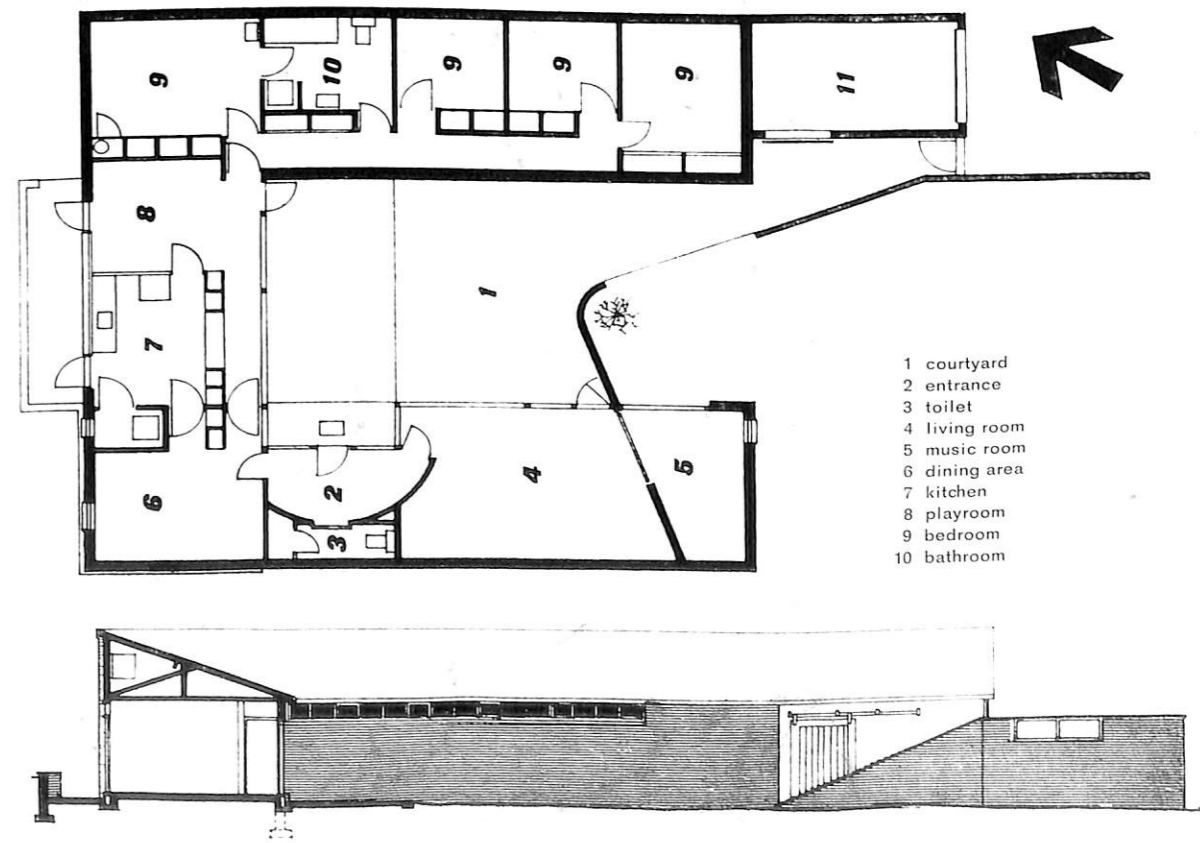 9
10
9
9
9
11
8
1
7
6
2
3
4
5
1 courtyard
2 entrance
3 toilet
4 living room
5 music room
6 dining area
7 kitchen
8 playroom
9 bedroom
10 bathroom